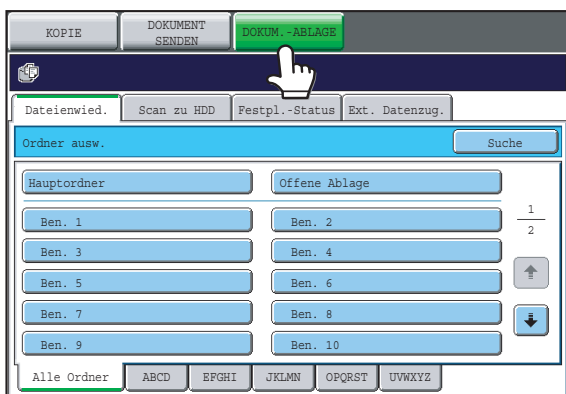 KOPIE
DOKUMENT
SENDEN
DOKUM.-ABLAGE
Dateienwied.
Scan zu HDD
Festpl.-Status
Ext. Datenzug.
Ordner ausw.
Suche
Hauptordner
Offene Ablage
Ben. 1
Ben. 2
1
2
Ben. 3
Ben. 4
Ben. 5
Ben. 6
Ben. 7
Ben. 8
Ben. 9
Ben. 10
Alle Ordner
ABCD
EFGHI
JKLMN
OPQRST
UVWXYZ